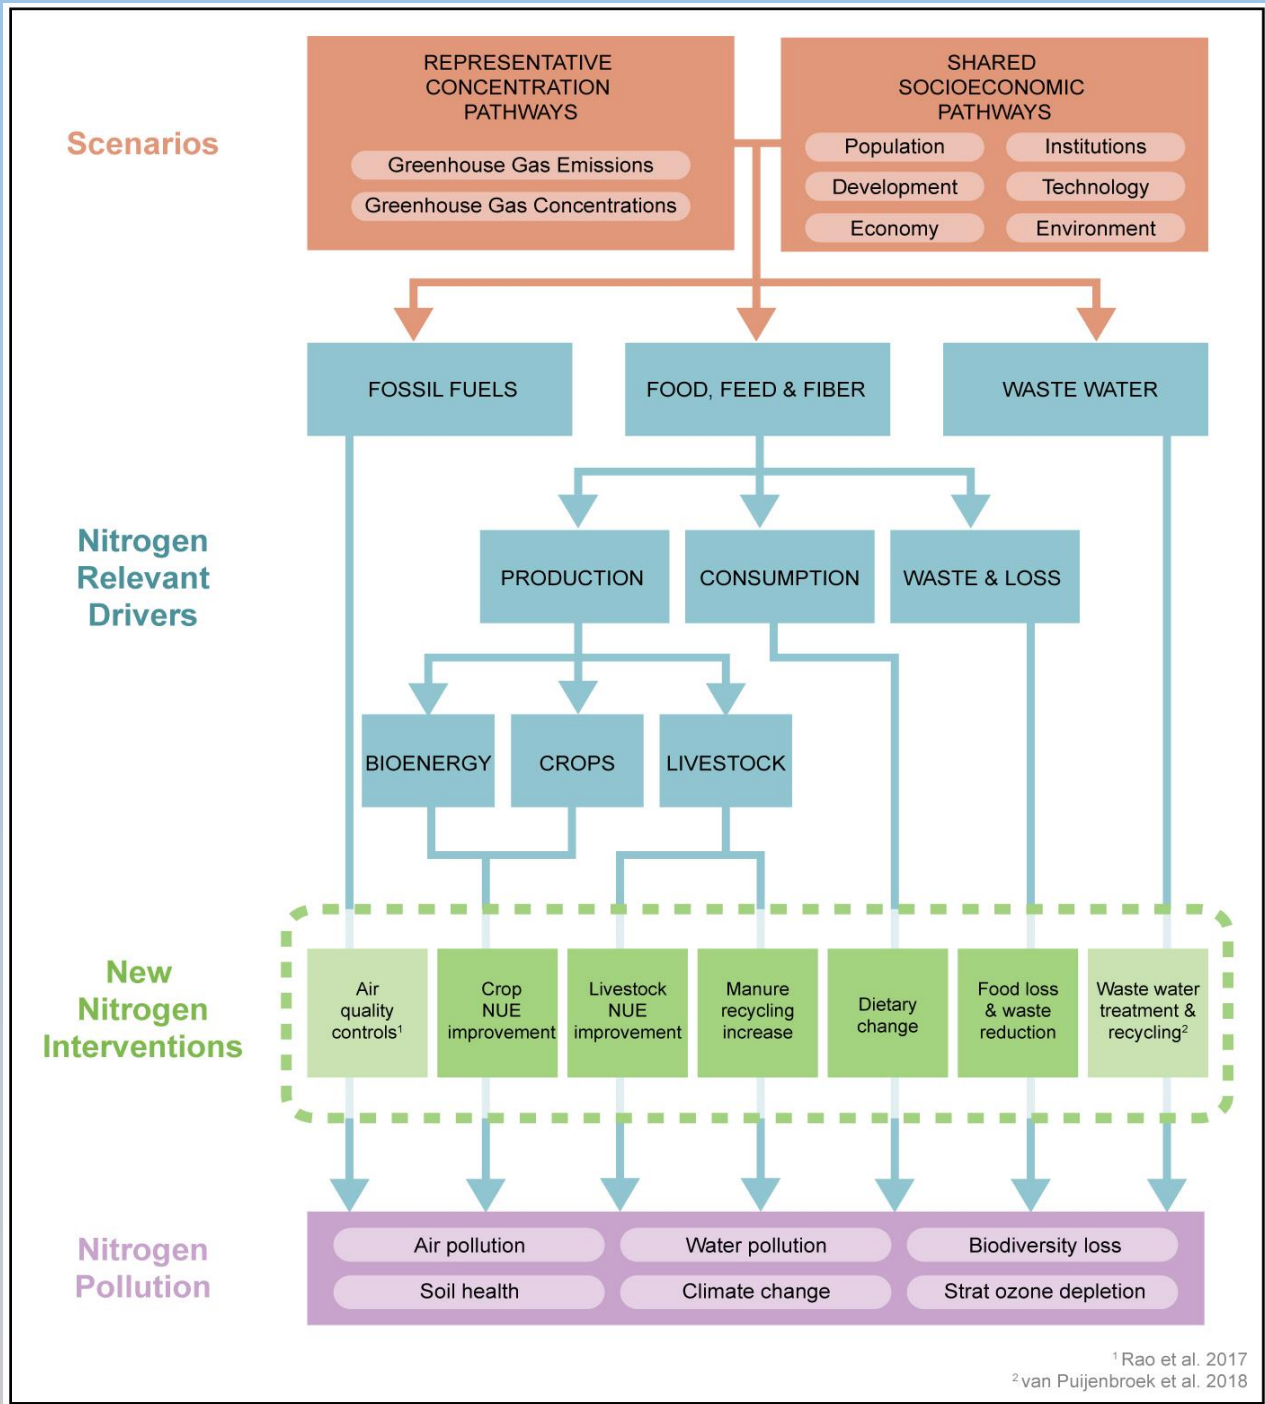 REPRESENTATIVE
CONCENTRATION
PATHWAYS
Greenhouse Gas Emissions
Greenhouse Gas Concentrations
SHARED
SOCIOECONOMIC
PATHWAYS
Population
Institutions
Development
Technology
Economy
Environment
Scenarios
FOSSIL FUELS
FOOD, FEED & FIBER
WASTE WATER
Nitrogen
Relevant
Drivers
PRODUCTION
CONSUMPTION
WASTE & LOSS
BIOENERGY
CROPS
LIVESTOCK
New
Nitrogen
Interventions
Air
quality
controls¹
Crop
NUE
improvement
Livestock
NUE
improvement
Manure
recycling
increase
Dietary
change
Food loss
& waste
reduction
Waste water
treatment &
recycling²
Nitrogen
Pollution
Air pollution
Water pollution
Biodiversity loss
Soil health
Climate change
Strat ozone depletion
¹ Rao et al. 2017
² van Puijenbroek et al. 2018